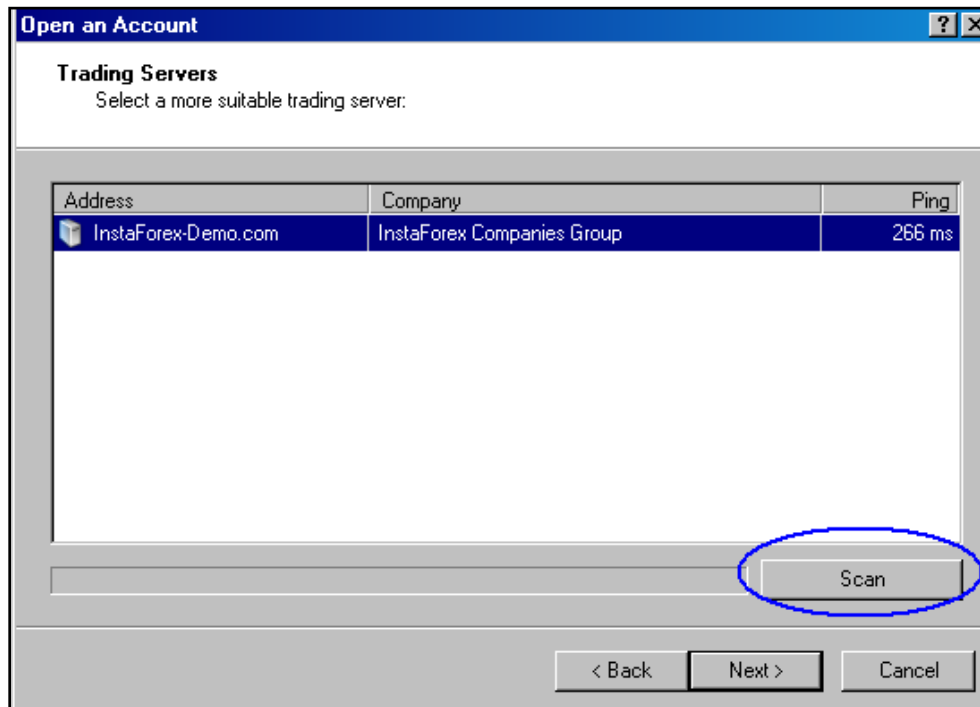 Open an Account
Trading Servers
Select a more suitable trading server:
Address Company Ping
InstaForex-Demo.com InstaForex Companies Group 266 ms
Scan
< Back Next > Cancel